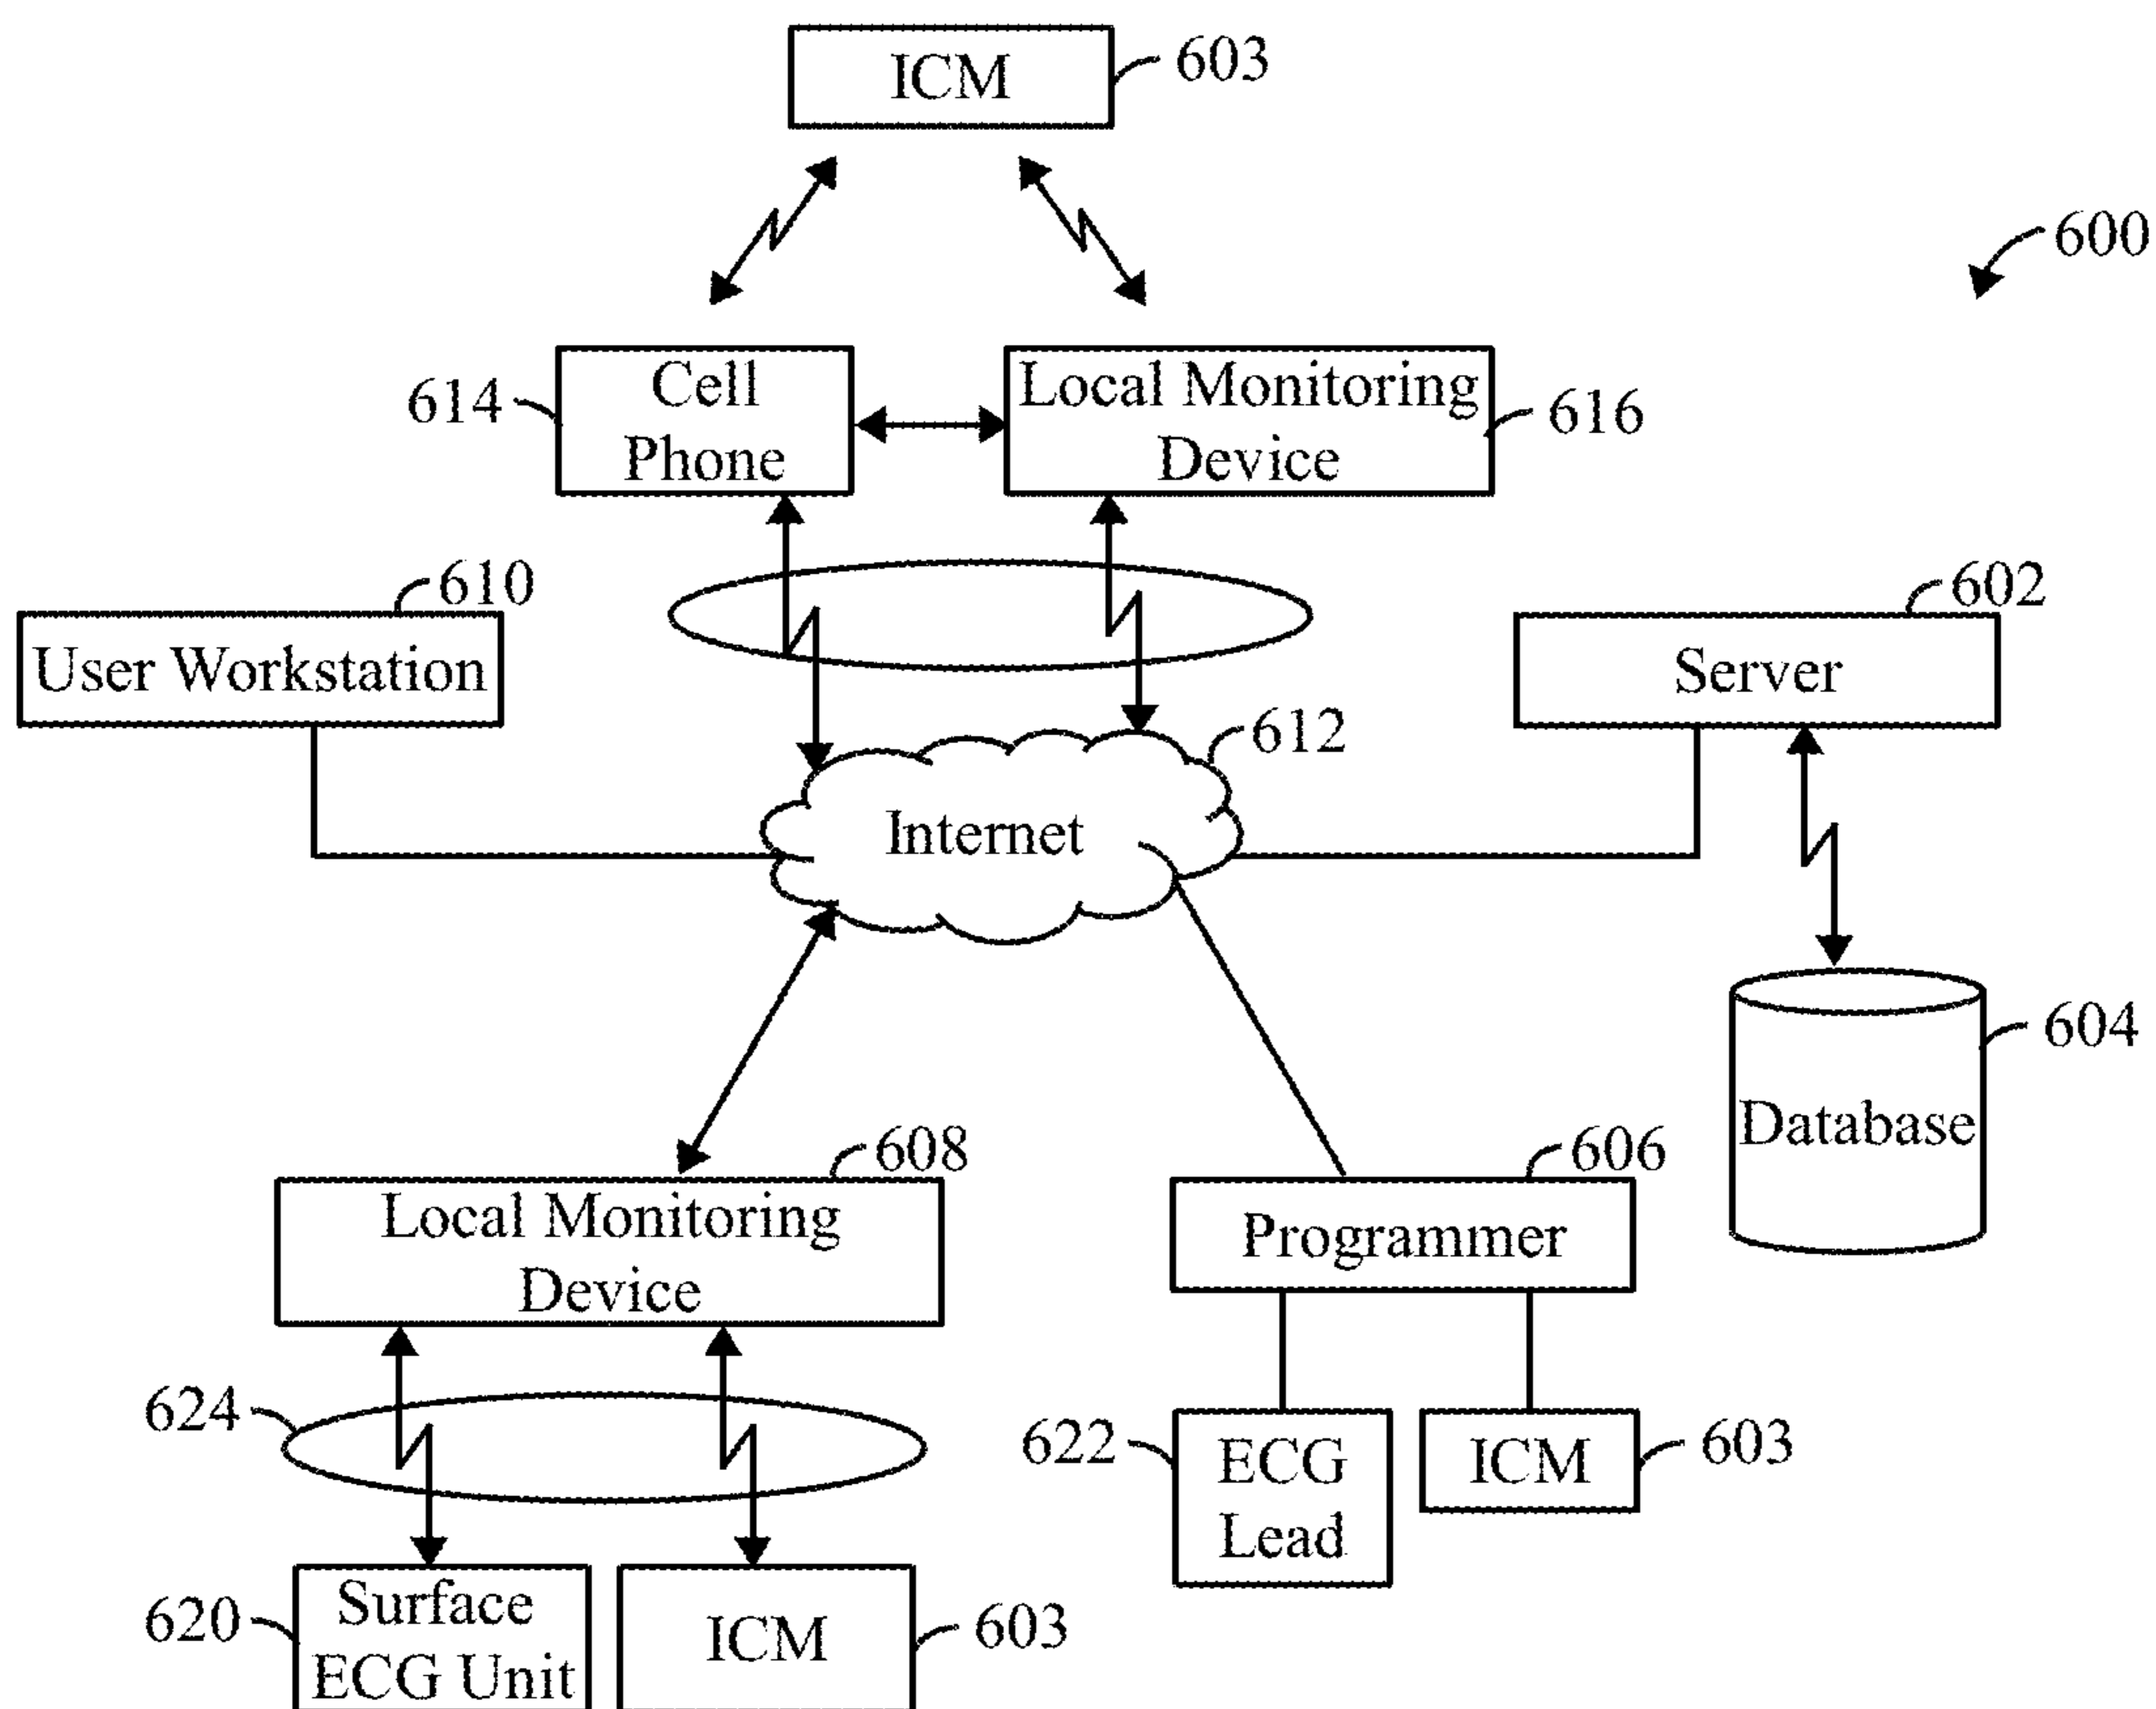 ICM
603
600
614
Cell
Phone
Local Monitoring
Device
616
610
User Workstation
602
Server
612
Internet
604
Database
608
Local Monitoring
Device
606
Programmer
624
622
ECG
Lead
ICM
603
620
Surface
ECG Unit
ICM
603